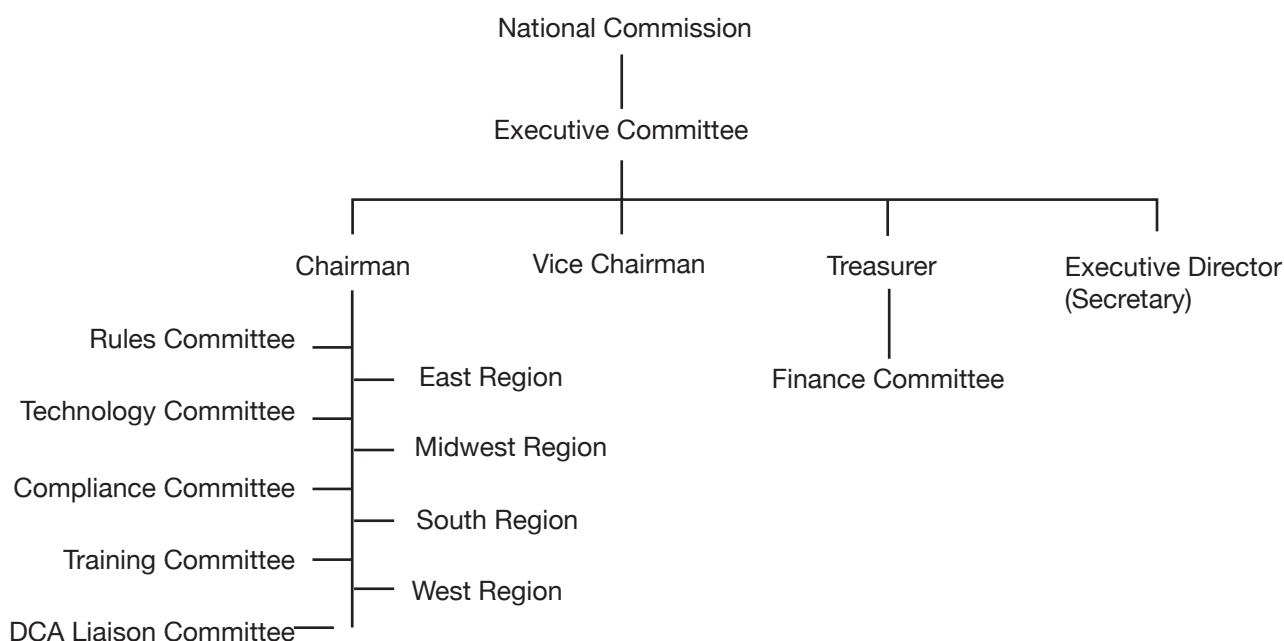 National Commission
Executive Committee
Chairman
Vice Chairman
Treasurer
Executive Director
(Secretary)
Rules Committee
East Region
Finance Committee
Technology Committee
Midwest Region
Compliance Committee
South Region
Training Committee
West Region
DCA Liaison Committee